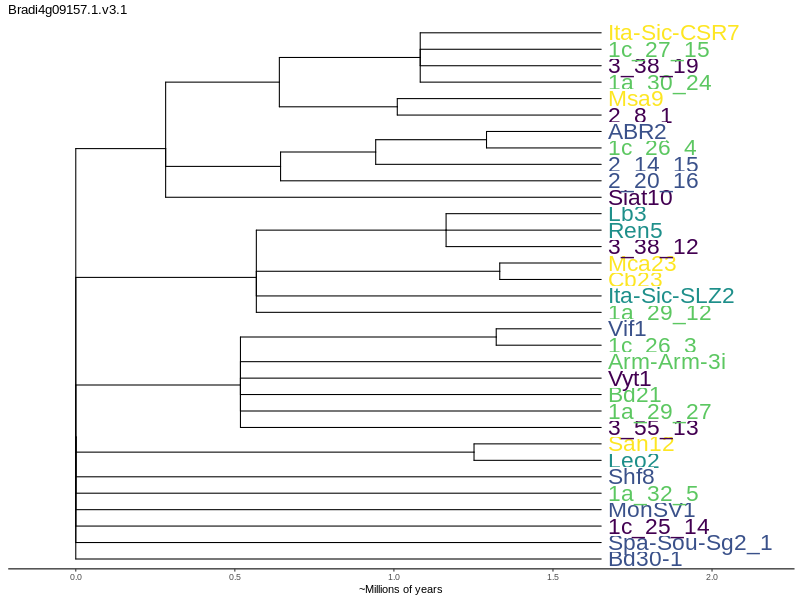 Bradi4g09157.1.v3.1
Ita-Sic-CSR7
1c_27_15
3_38_19
1a_30_24
Msa9
2_8_1
ABR2
1c_26_4
2_14_15
2_20_16
Siat10
Lb3
Ren5
3_38_12
Mca23
Cb23
Ita-Sic-SLZ2
1a_29_12
Vif1
1c_26_3
Arm-Arm-3i
Vyt1
Bd21
1a_29_27
3_55_13
San12
Leo2
Shf8
1a_32_5
MonSV1
1c_25_14
Spa-Sou-Sg2_1
Bd30-1
0.0 0.5 1.0 1.5 2.0
~Millions of years